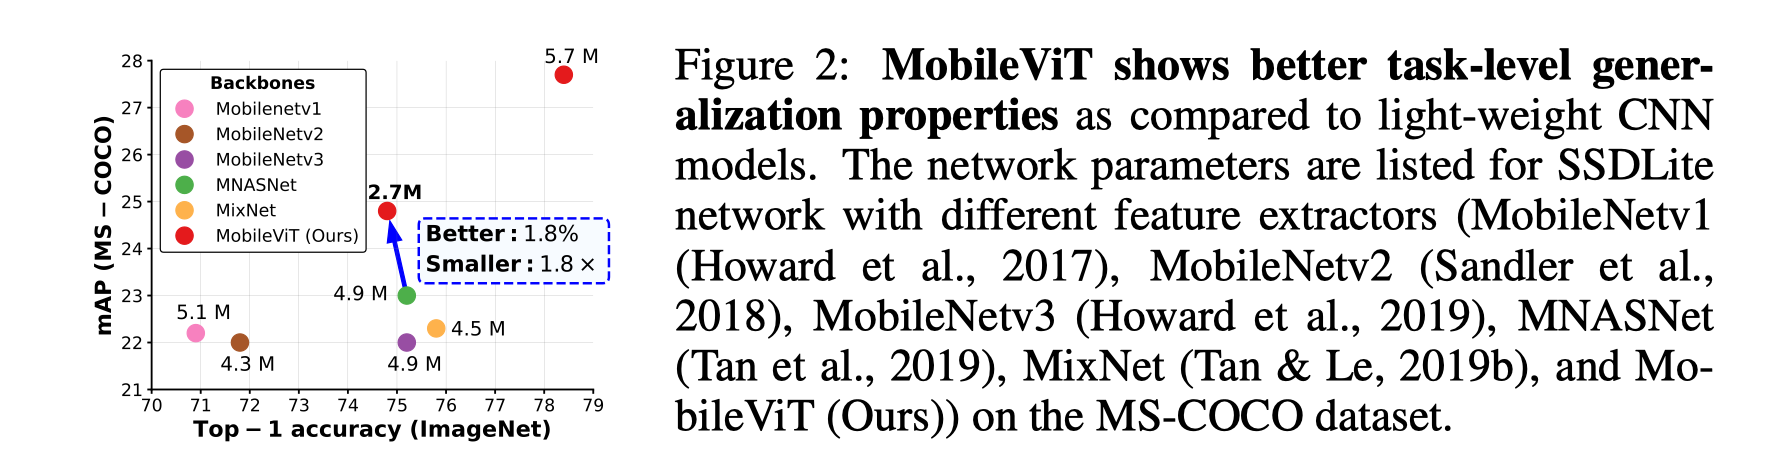 5.7 M
28
27
26
25
24
23
22
21
mAP (MS – COCO)
Backbones
Mobilenetv1
MobileNetv2
MobileNetv3
MNASNet
MixNet
MobileViT (Ours)
2.7M
Better : 1.8%
Smaller : 1.8 ×
4.9 M
5.1 M
4.5 M
4.3 M
4.9 M
70 71 72 73 74 75 76 77 78 79
Top – 1 accuracy (ImageNet)
Figure 2: MobileViT shows better task-level gener-
alization properties as compared to light-weight CNN
models. The network parameters are listed for SSDLite
network with different feature extractors (MobileNetv1
(Howard et al., 2017), MobileNetv2 (Sandler et al.,
2018), MobileNetv3 (Howard et al., 2019), MNASNet
(Tan et al., 2019), MixNet (Tan & Le, 2019b), and Mo-
bileViT (Ours)) on the MS-COCO dataset.